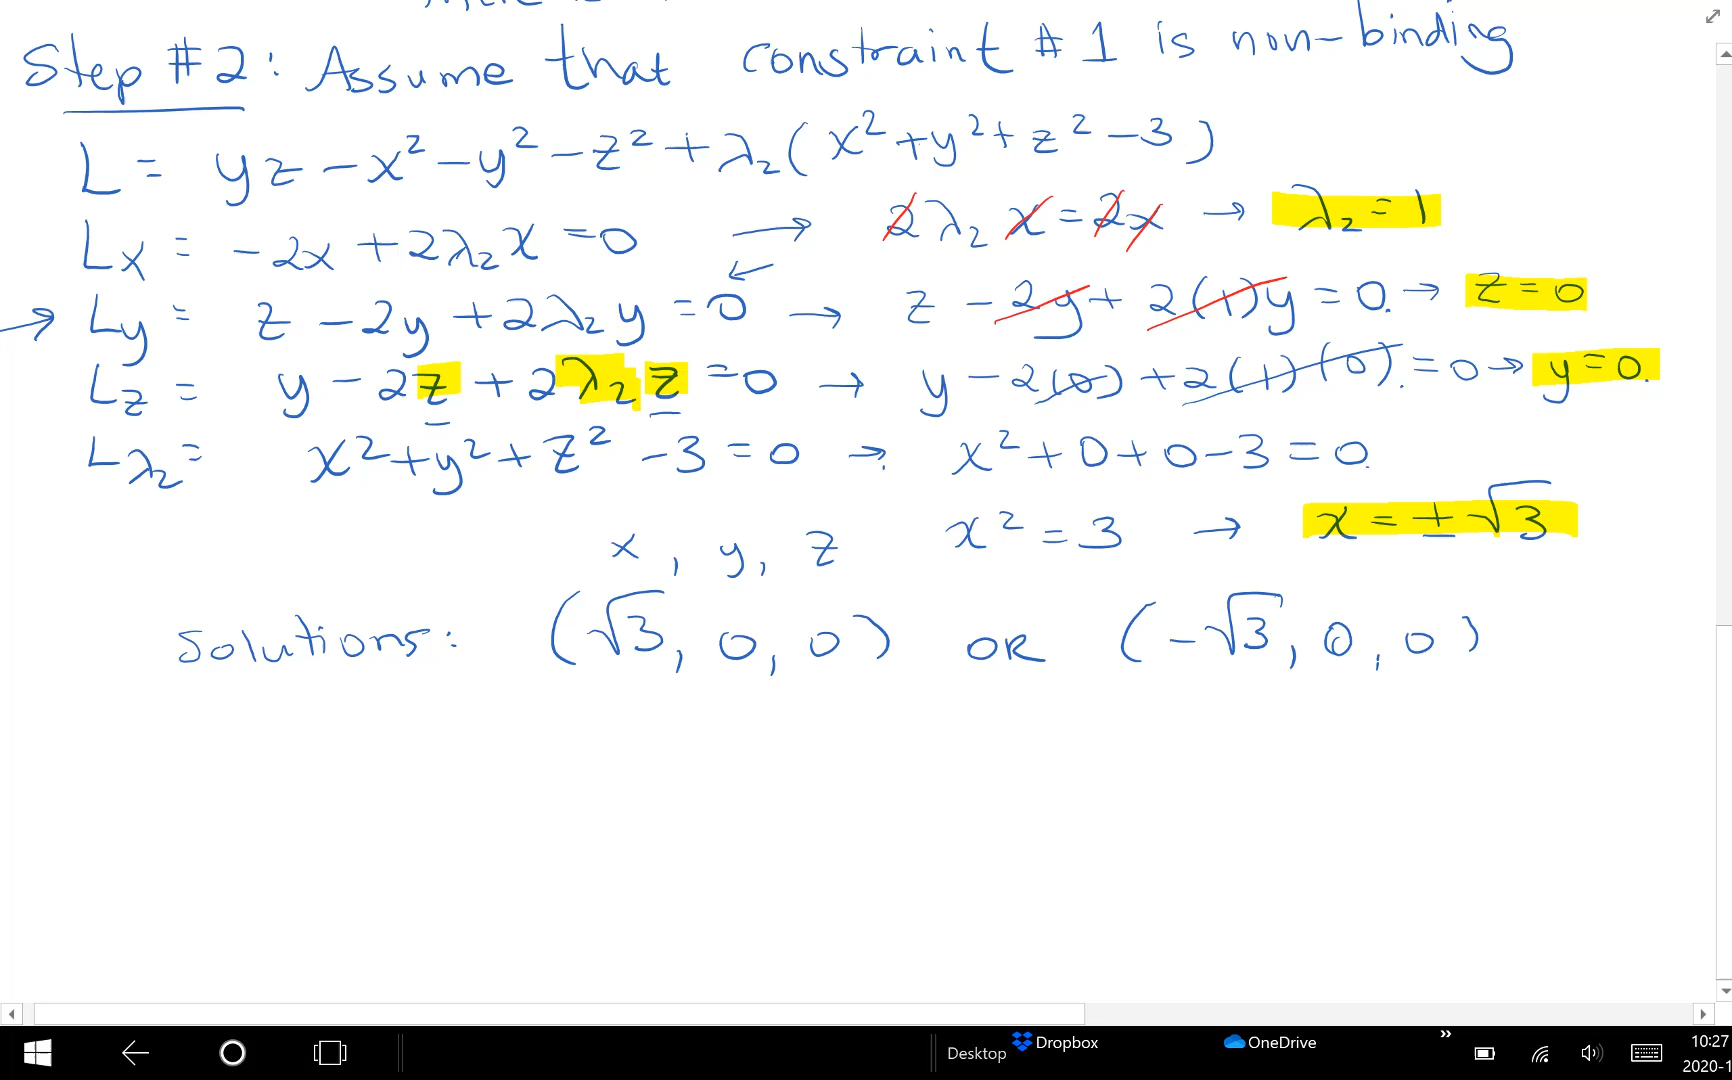 Step #2: Assume that constraint #1 is non-binding
L = yz - x² - y² - z² + λ₂(x² + y² + z² - 3)
Lx = -2x + 2λ₂x = 0 → 2λ₂x = 2x → λ₂ = 1
→ Ly = z - 2y + 2λ₂y = 0 → z - 2y + 2(1)y = 0. → z = 0
Lz = y - 2z + 2λ₂z = 0 → y - 2(0) + 2(1)(0) = 0 → y = 0.
Lλ₂ = x² + y² + z² - 3 = 0 → x² + 0 + 0 - 3 = 0.
x, y, z x² = 3 → x = ±√3
Solutions: (√3, 0, 0) OR (-√3, 0, 0)
Desktop Dropbox OneDrive »
10:27
2020-1